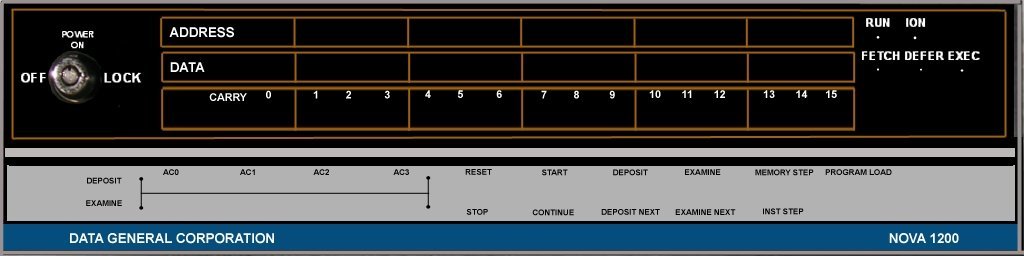 POWER
ON
OFF LOCK
ADDRESS
DATA
CARRY 0 1 2 3 4 5 6 7 8 9 10 11 12 13 14 15
RUN ION
FETCH DEFER EXEC
DEPOSIT
EXAMINE
AC0 AC1 AC2 AC3 RESET START DEPOSIT EXAMINE MEMORY STEP PROGRAM LOAD
STOP CONTINUE DEPOSIT NEXT EXAMINE NEXT INST STEP
DATA GENERAL CORPORATION NOVA 1200